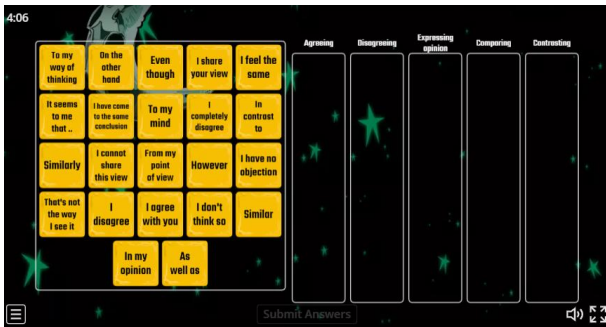 4:06
Agreeing
Disagreeing
Expressing
opinion
Comparing
Contrasting
To my
way of
thinking
On the
other
hand
Even
though
I share
your view
I feel the
same
It seems
to me
that ..
I have come
to the same
conclusion
To my
mind
I
completely
disagree
In
contrast
to
Similarly
I cannot
share
this view
From my
point
of view
However
I have no
objection
That's not
the way
I see it
I
disagree
I agree
with you
I don't
think so
Similar
In my
opinion
As
well as
Submit Answers